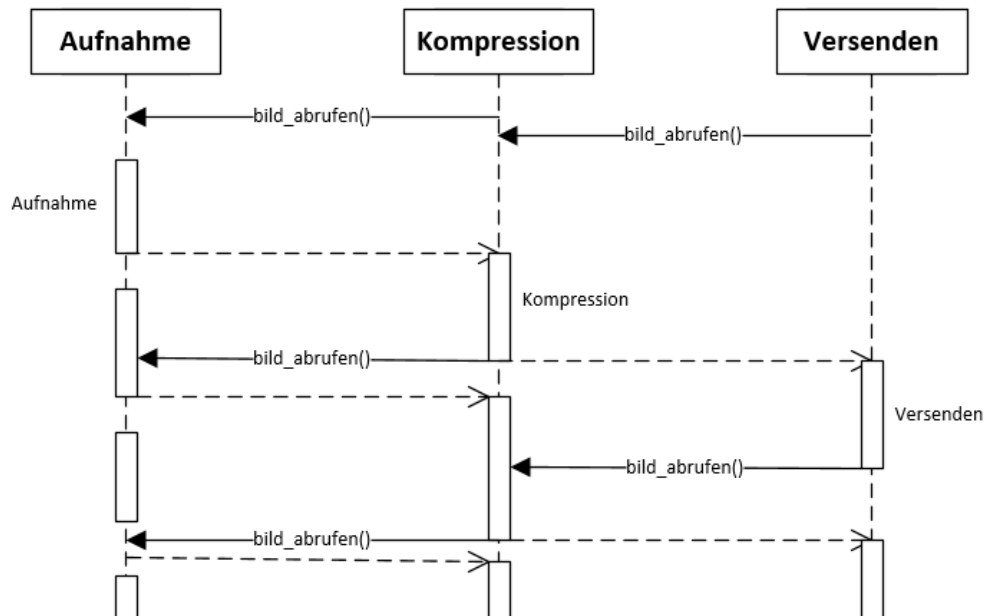 Aufnahme
Kompression
Versenden
bild_abrufen()
bild_abrufen()
Aufnahme
Kompression
bild_abrufen()
Versenden
bild_abrufen()
bild_abrufen()